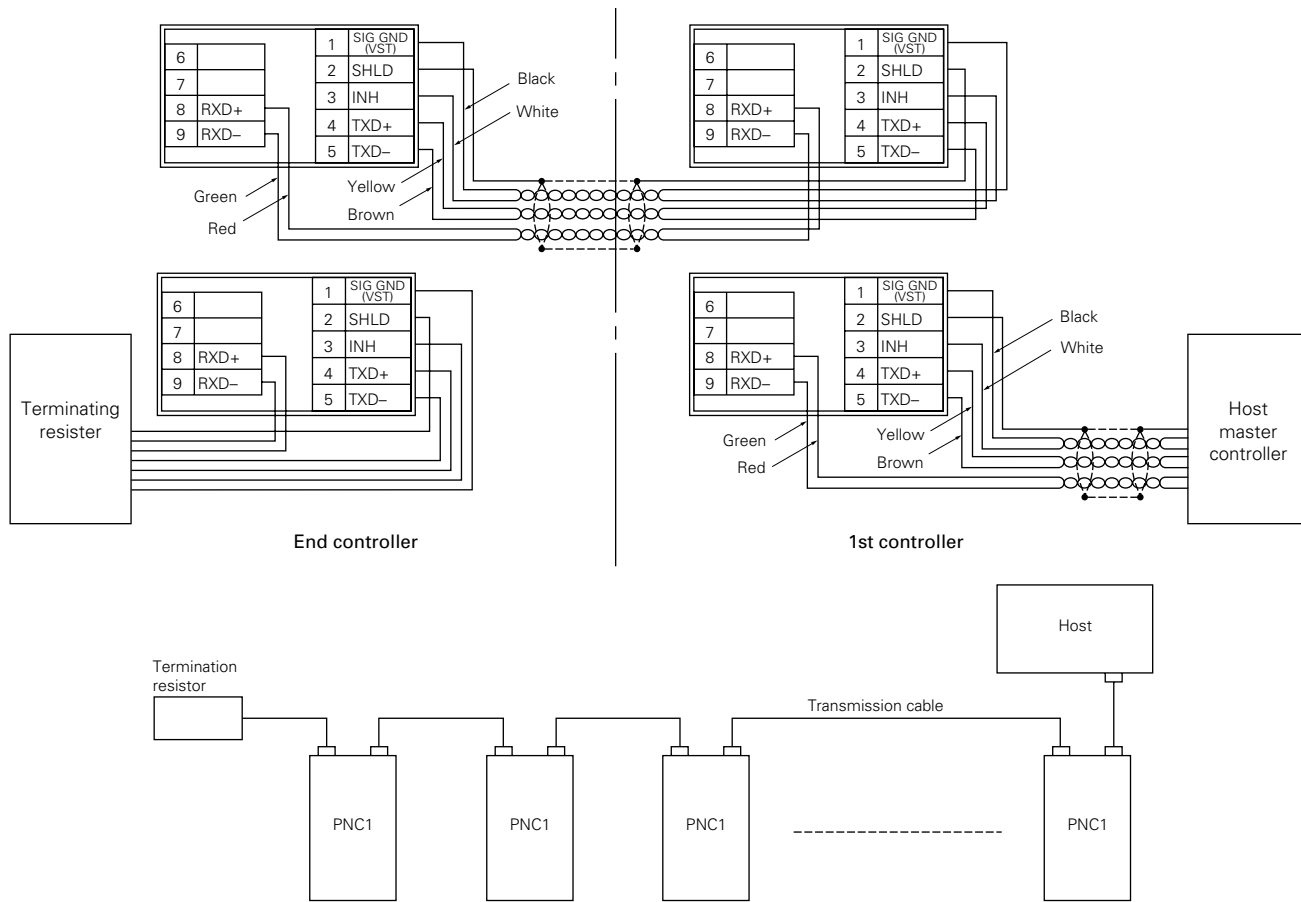 1 SIG GND
(VST)
6
2 SHLD
7
3 INH
8 RXD+
4 TXD+
9 RXD–
5 TXD–
Black
White
Green
Yellow
Red
Brown
1 SIG GND
(VST)
6
2 SHLD
7
3 INH
8 RXD+
4 TXD+
9 RXD–
5 TXD–
1 SIG GND
(VST)
6
2 SHLD
7
3 INH
8 RXD+
4 TXD+
9 RXD–
5 TXD–
Terminating
resister
End controller
1 SIG GND
(VST)
6
2 SHLD
7
3 INH
8 RXD+
4 TXD+
9 RXD–
5 TXD–
Black
White
Green
Yellow
Red
Brown
Host
master
controller
1st controller
Host
Termination
resistor
Transmission cable
PNC1
PNC1
PNC1
PNC1